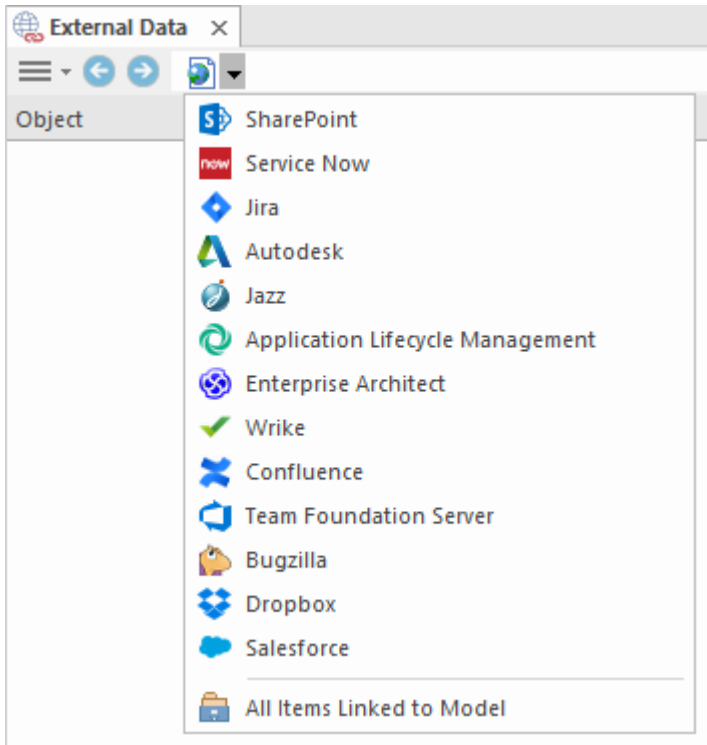 External Data
Object
SharePoint
now Service Now
Jira
Autodesk
Jazz
Application Lifecycle Management
Enterprise Architect
Wrike
Confluence
Team Foundation Server
Bugzilla
Dropbox
Salesforce
All Items Linked to Model